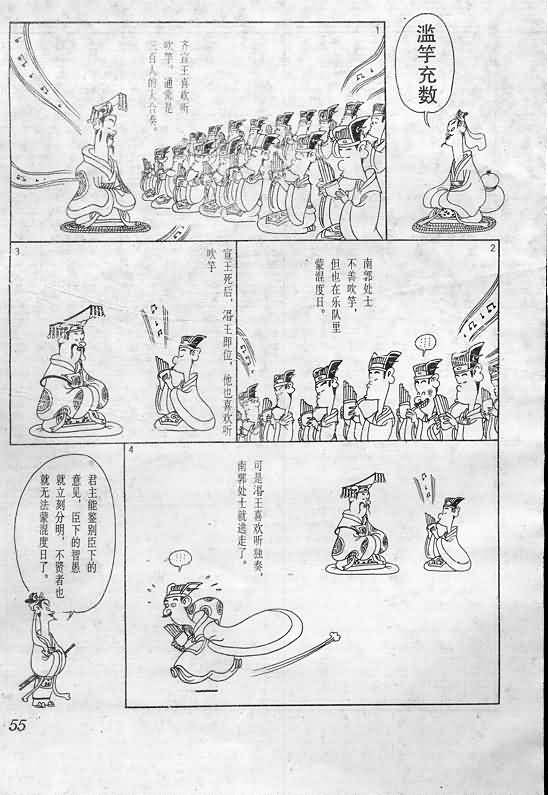 滥竽充数
1
齐宣王喜欢听
吹竽。通常是
三百人的大合奏。
2
南郭处士
不善吹竽，
但也在乐队里
蒙混度日。
3
宣王死后，湣王即位，他也喜欢听
吹竽
4
可是湣王喜欢听独奏，
南郭处士就逃走了。
君主能鉴别臣下的
意见，臣下的智愚
就立刻分明，不贤者也
就无法蒙混度日了。
55